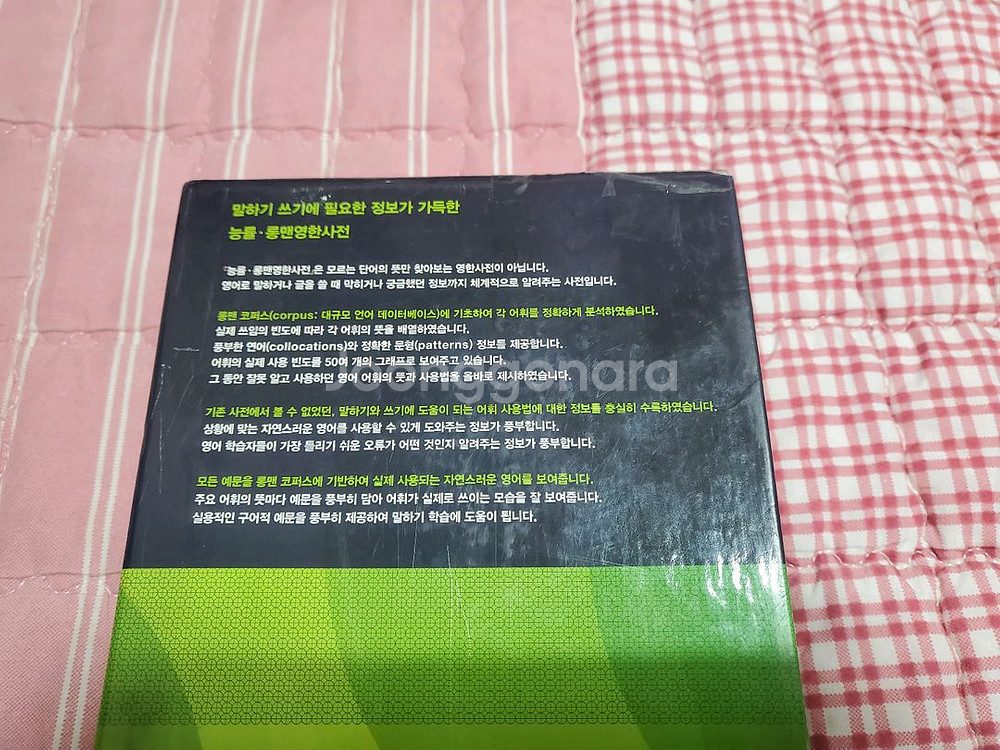 말하기 쓰기에 필요한 정보가 가득한
능률·롱맨영한사전
『능률·롱맨영한사전』은 모르는 단어의 뜻만 찾아보는 영한사전이 아닙니다.
영어로 말하거나 글을 쓸 때 막히거나 궁금했던 정보까지 체계적으로 알려주는 사전입니다.
롱맨 코퍼스(corpus: 대규모 언어 데이터베이스)에 기초하여 각 어휘를 정확하게 분석하였습니다.
실제 쓰임의 빈도에 따라 각 어휘의 뜻을 배열하였습니다.
풍부한 연어(collocations)와 정확한 문형(patterns) 정보를 제공합니다.
어휘의 실제 사용 빈도를 50여 개의 그래프로 보여주고 있습니다.
그 동안 잘못 알고 사용하던 영어 어휘의 뜻과 사용법을 올바로 제시하였습니다.
joonggonara
기존 사전에서 볼 수 없었던, 말하기와 쓰기에 도움이 되는 어휘 사용법에 대한 정보를 충실히 수록하였습니다.
상황에 맞는 자연스러운 영어를 사용할 수 있게 도와주는 정보가 풍부합니다.
영어 학습자들이 가장 틀리기 쉬운 오류가 어떤 것인지 알려주는 정보가 풍부합니다.
모든 예문을 롱맨 코퍼스에 기반하여 실제 사용되는 자연스러운 영어를 보여줍니다.
주요 어휘의 뜻마다 예문을 풍부히 담아 어휘가 실제로 쓰이는 모습을 잘 보여줍니다.
실용적인 구어적 예문을 풍부히 제공하여 말하기 학습에 도움이 됩니다.